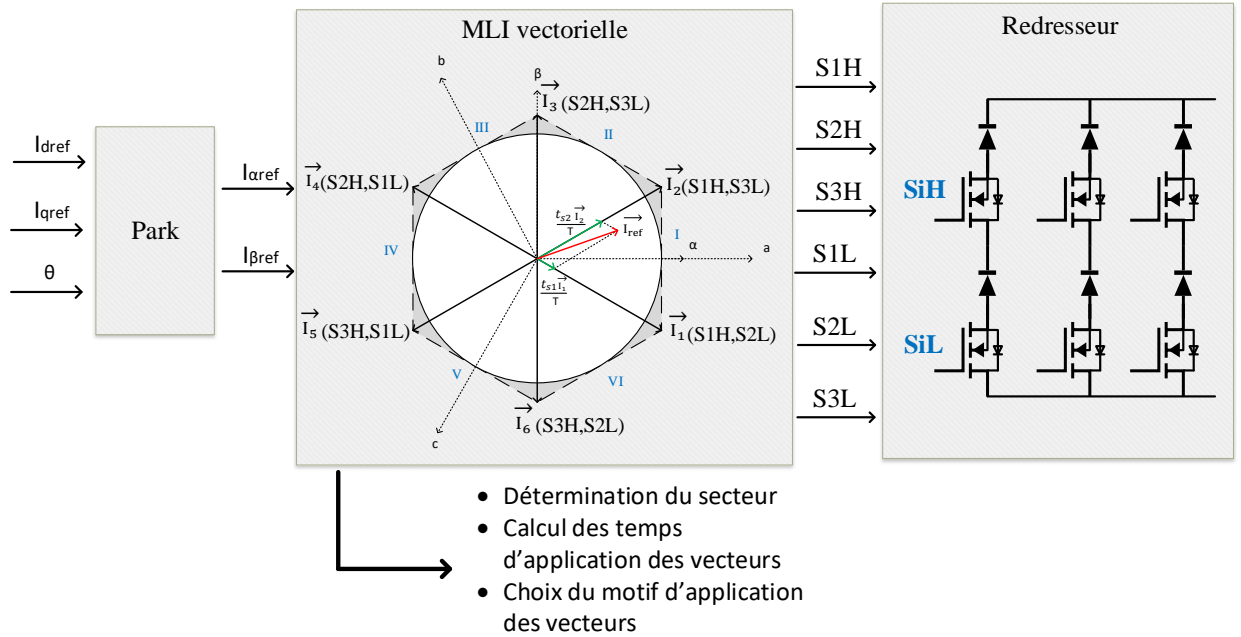 MLI vectorielle
Redresseur
Idref
Iqref
θ
Park
Iαref
Iβref
b
β
I₃ (S2H,S3L)
III
II
I₄(S2H,S1L)
I₂(S1H,S3L)
ts2 I₂
T
Iref
I
IV
α
a
ts1 I₁
T
I₅ (S3H,S1L)
I₁(S1H,S2L)
V
VI
I₆ (S3H,S2L)
c
S1H
S2H
S3H
S1L
S2L
S3L
SiH
SiL
• Détermination du secteur
• Calcul des temps
d’application des vecteurs
• Choix du motif d’application
des vecteurs